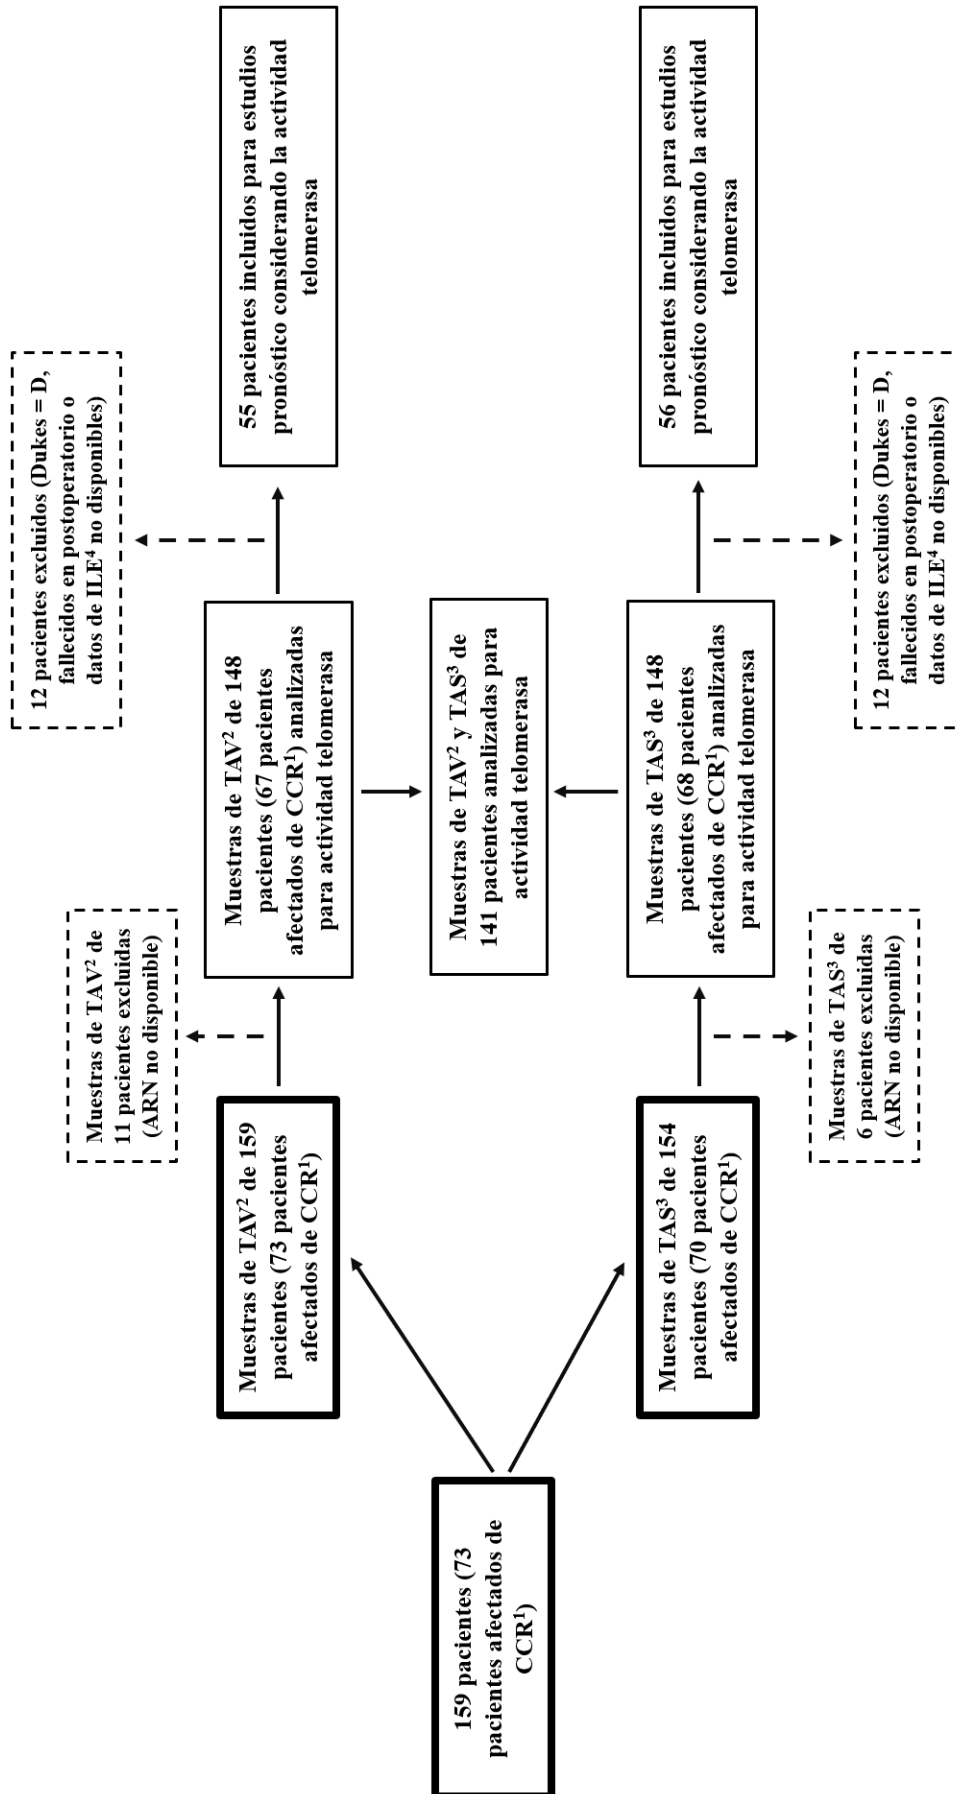 159 pacientes (73
pacientes afectados de
CCR¹)
Muestras de TAV² de 159
pacientes (73 pacientes
afectados de CCR¹)
Muestras de TAS³ de 154
pacientes (70 pacientes
afectados de CCR¹)
Muestras de TAV² de
11 pacientes excluidas
(ARN no disponible)
Muestras de TAS³ de
6 pacientes excluidas
(ARN no disponible)
Muestras de TAV² de 148
pacientes (67 pacientes
afectados de CCR¹) analizadas
para actividad telomerasa
Muestras de TAV² y TAS³ de
141 pacientes analizadas para
actividad telomerasa
Muestras de TAS³ de 148
pacientes (68 pacientes
afectados de CCR¹) analizadas
para actividad telomerasa
12 pacientes excluidos (Dukes = D,
fallecidos en postoperatorio o
datos de ILE⁴ no disponibles)
12 pacientes excluidos (Dukes = D,
fallecidos en postoperatorio o
datos de ILE⁴ no disponibles)
55 pacientes incluidos para estudios
pronóstico considerando la actividad
telomerasa
56 pacientes incluidos para estudios
pronóstico considerando la actividad
telomerasa